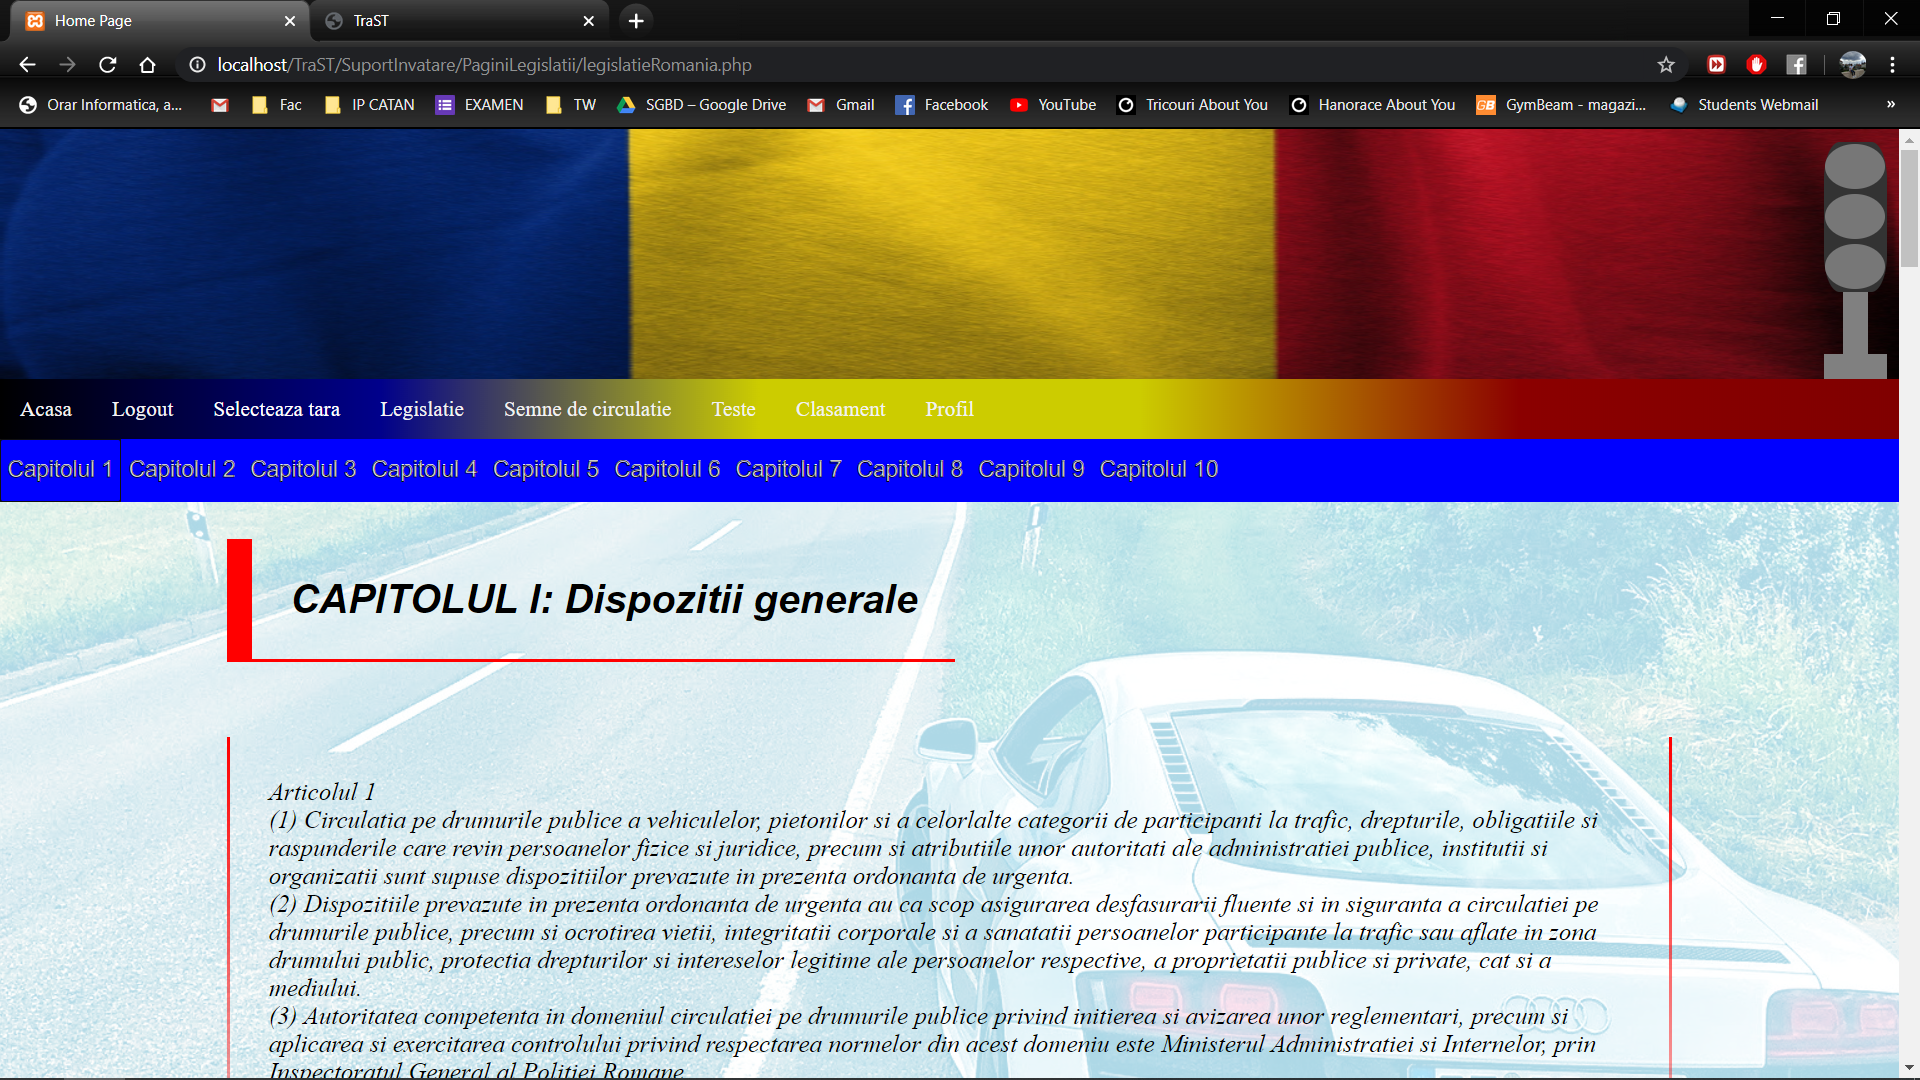 Home Page
TraST
localhost/TraST/SuportInvatare/PaginiLegislatii/legislatieRomania.php
Orar Informatica, a... Fac IP CATAN EXAMEN TW SGBD – Google Drive Gmail Facebook YouTube Tricouri About You Hanorace About You GymBeam - magazi... Students Webmail »
Acasa Logout Selecteaza tara Legislatie Semne de circulatie Teste Clasament Profil
Capitolul 1 Capitolul 2 Capitolul 3 Capitolul 4 Capitolul 5 Capitolul 6 Capitolul 7 Capitolul 8 Capitolul 9 Capitolul 10
CAPITOLUL I: Dispozitii generale
Articolul 1
(1) Circulatia pe drumurile publice a vehiculelor, pietonilor si a celorlalte categorii de participanti la trafic, drepturile, obligatiile si
raspunderile care revin persoanelor fizice si juridice, precum si atributiile unor autoritati ale administratiei publice, institutii si
organizatii sunt supuse dispozitiilor prevazute in prezenta ordonanta de urgenta.
(2) Dispozitiile prevazute in prezenta ordonanta de urgenta au ca scop asigurarea desfasurarii fluente si in siguranta a circulatiei pe
drumurile publice, precum si ocrotirea vietii, integritatii corporale si a sanatatii persoanelor participante la trafic sau aflate in zona
drumului public, protectia drepturilor si intereselor legitime ale persoanelor respective, a proprietatii publice si private, cat si a
mediului.
(3) Autoritatea competenta in domeniul circulatiei pe drumurile publice privind initierea si avizarea unor reglementari, precum si
aplicarea si exercitarea controlului privind respectarea normelor din acest domeniu este Ministerul Administratiei si Internelor, prin
Inspectoratul General al Politiei Romane.